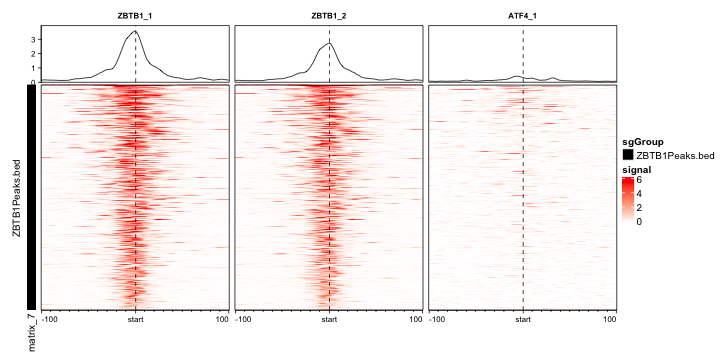 ZBTB1_1
ZBTB1_2
ATF4_1
3
2
1
0
ZBTB1Peaks.bed
matrix_7
-100 start 100
-100 start 100
-100 start 100
sgGroup
ZBTB1Peaks.bed
signal
6
4
2
0